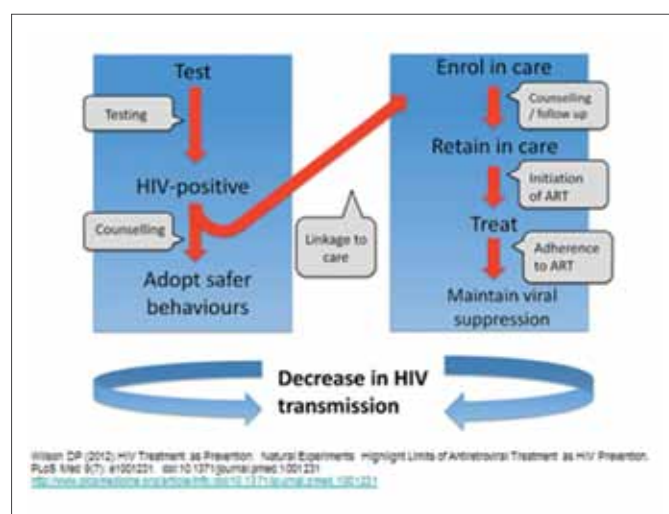 Test
Testing
HIV-positive
Counselling
Adopt safer
behaviours
Linkage to
care
Enrol in care
Counselling
/ follow up
Retain in care
Initiation
of ART
Treat
Adherence
to ART
Maintain viral
suppression
Decrease in HIV
transmission
Wilson DP (2012) HIV Treatment as Prevention: Natural Experiments Highlight Limits of Antiretroviral Treatment as HIV Prevention.
PLoS Med 9(7): e1001231. doi:10.1371/journal.pmed.1001231